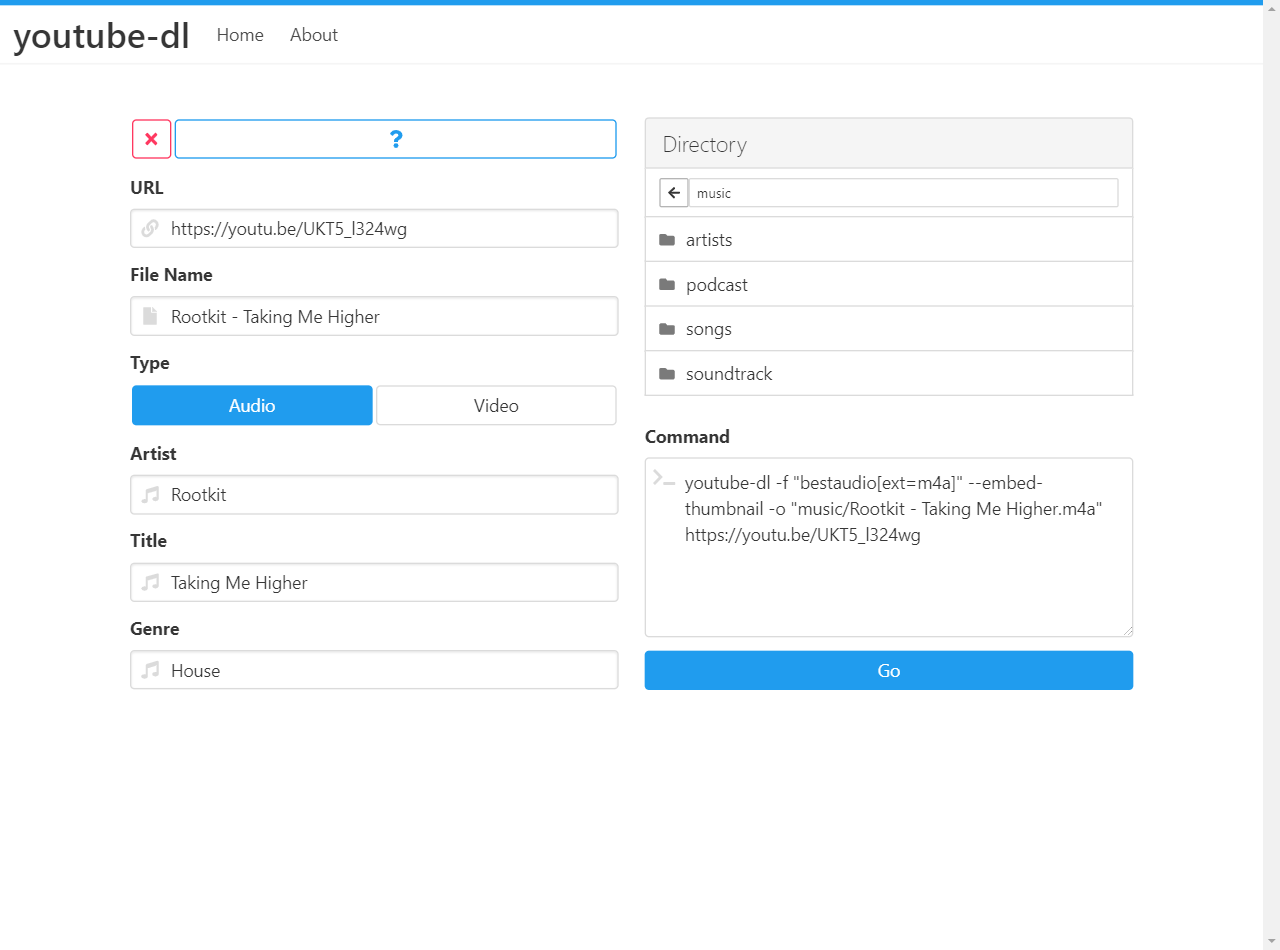 youtube-dl Home About
?
URL
https://youtu.be/UKT5_l324wg
File Name
Rootkit - Taking Me Higher
Type
Audio Video
Artist
Rootkit
Title
Taking Me Higher
Genre
House
Directory
music
artists
podcast
songs
soundtrack
Command
youtube-dl -f "bestaudio[ext=m4a]" --embed-
thumbnail -o "music/Rootkit - Taking Me Higher.m4a"
https://youtu.be/UKT5_l324wg
Go